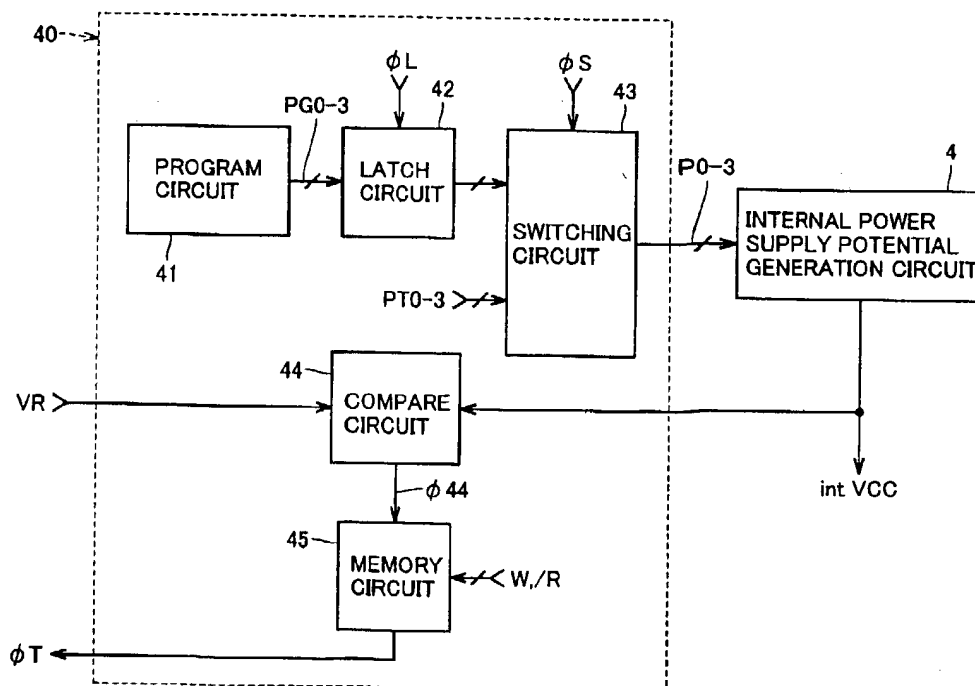 40
φL
φS
42
43
PG0-3
4
PROGRAM
CIRCUIT
LATCH
CIRCUIT
P0-3
INTERNAL POWER
SUPPLY POTENTIAL
GENERATION CIRCUIT
SWITCHING
CIRCUIT
41
PT0-3
44
VR
COMPARE
CIRCUIT
φ44
int VCC
45
MEMORY
CIRCUIT
W,/R
φT